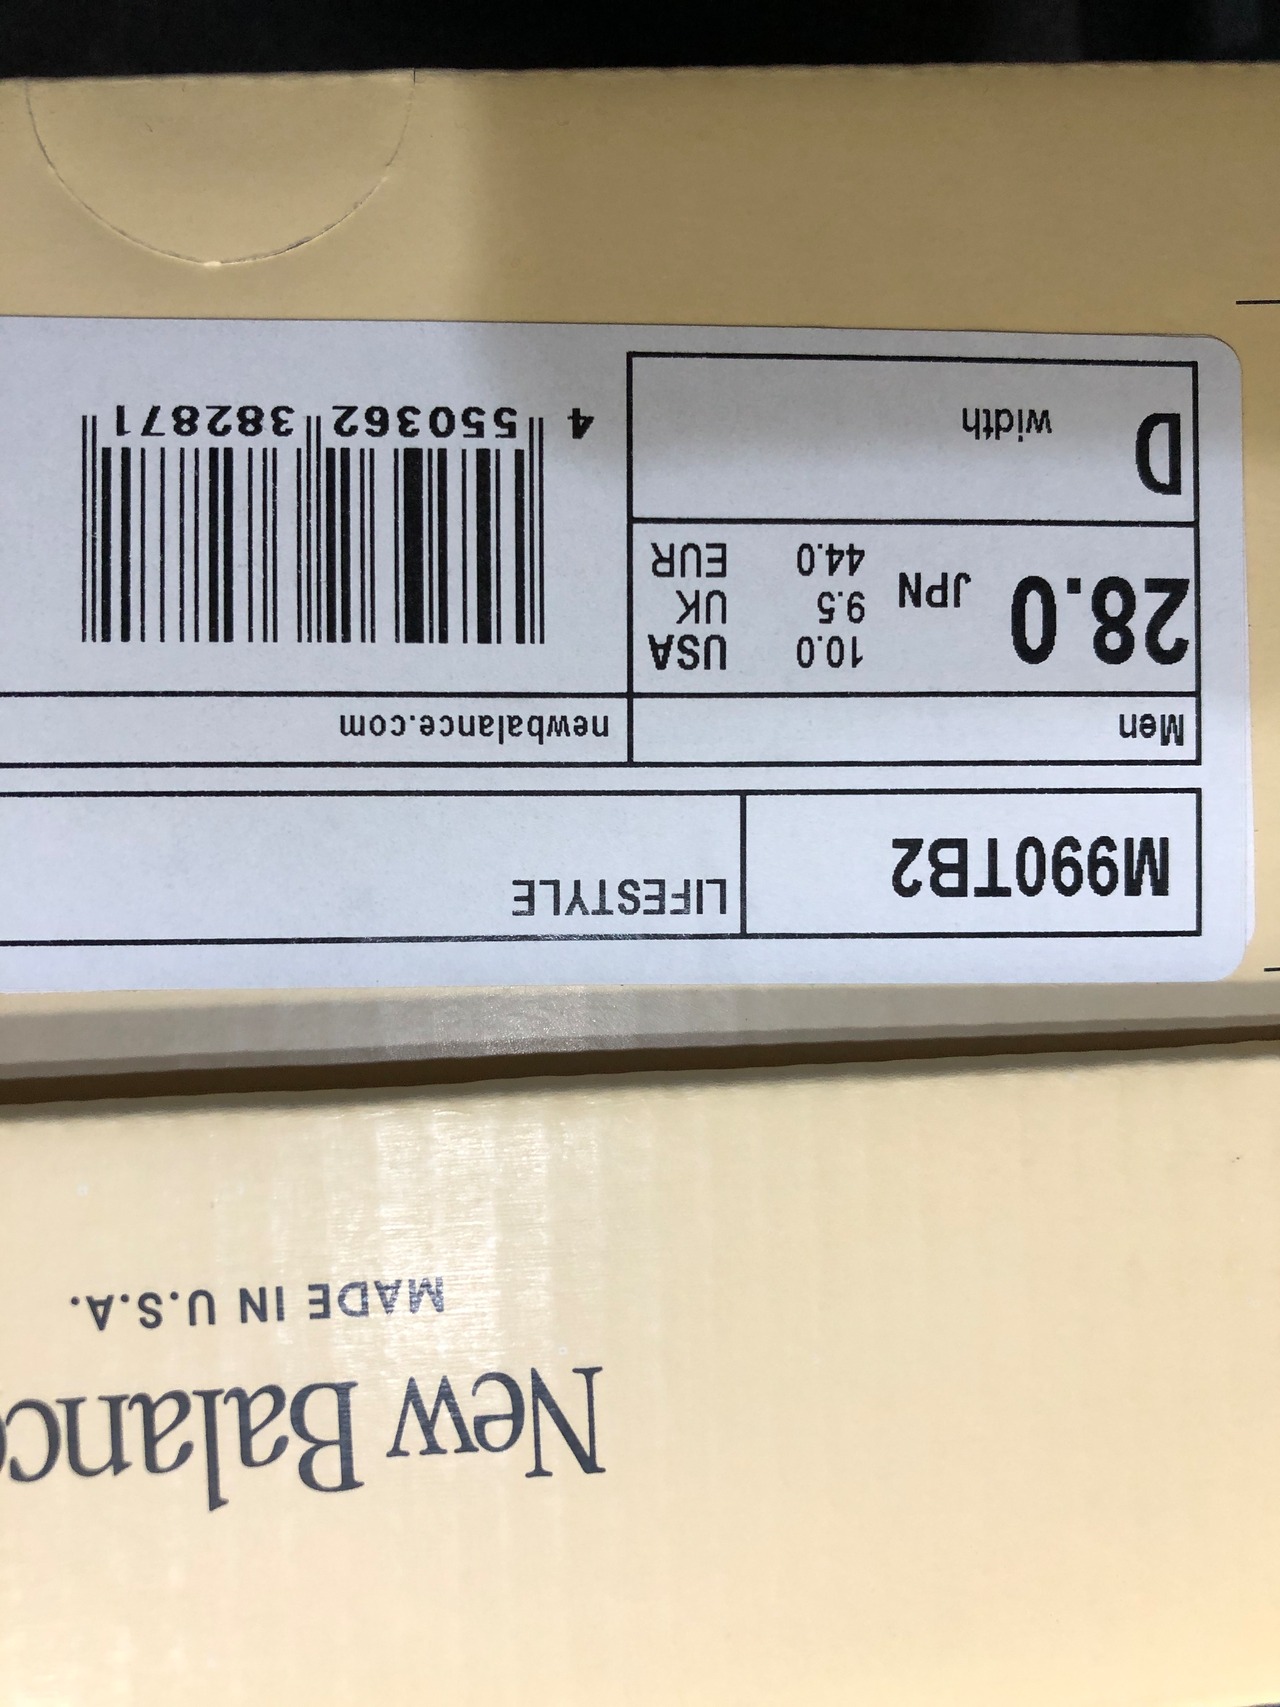 New Balance
MADE IN U.S.A.
M990TB2
LIFESTYLE
Men
newbalance.com
28.0 JPN
10.0 USA
9.5 UK
44.0 EUR
D width
4 550362 382871